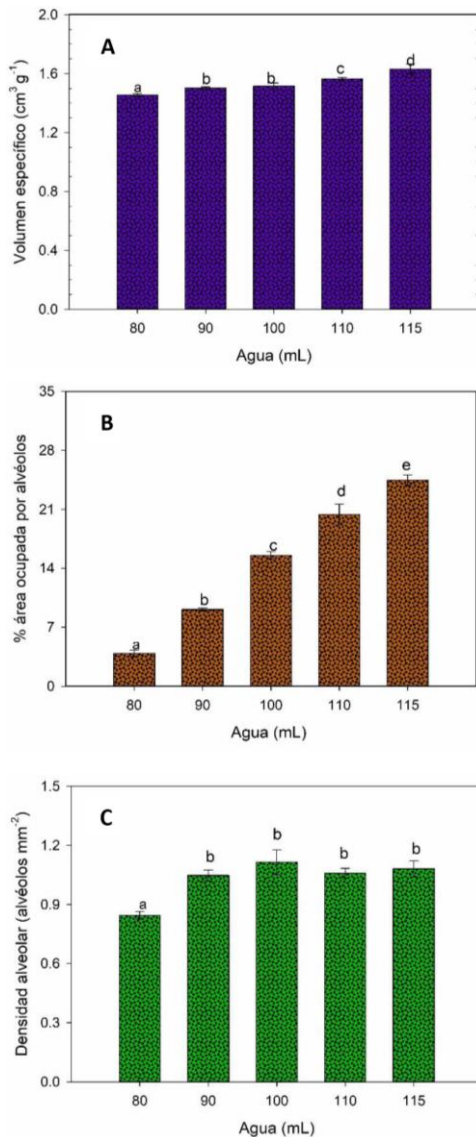 A
Volumen específico (cm³ g⁻¹)
2.0
1.6
1.2
0.8
0.4
0.0
a
b
b
c
d
80 90 100 110 115
Agua (mL)
B
% área ocupada por alvéolos
35
28
21
14
7
0
a
b
c
d
e
80 90 100 110 115
Agua (mL)
C
Densidad alveolar (alvéolos mm⁻²)
1.5
1.2
0.9
0.6
0.3
0.0
a
b
b
b
b
80 90 100 110 115
Agua (mL)